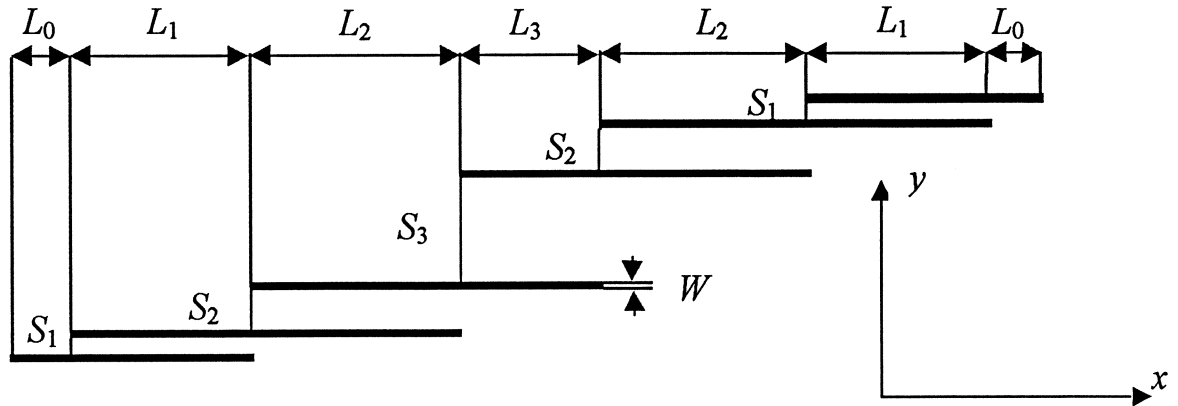 L₀ L₁ L₂ L₃ L₂ L₁ L₀
S₁
S₂
y
S₃
W
S₂
S₁
x